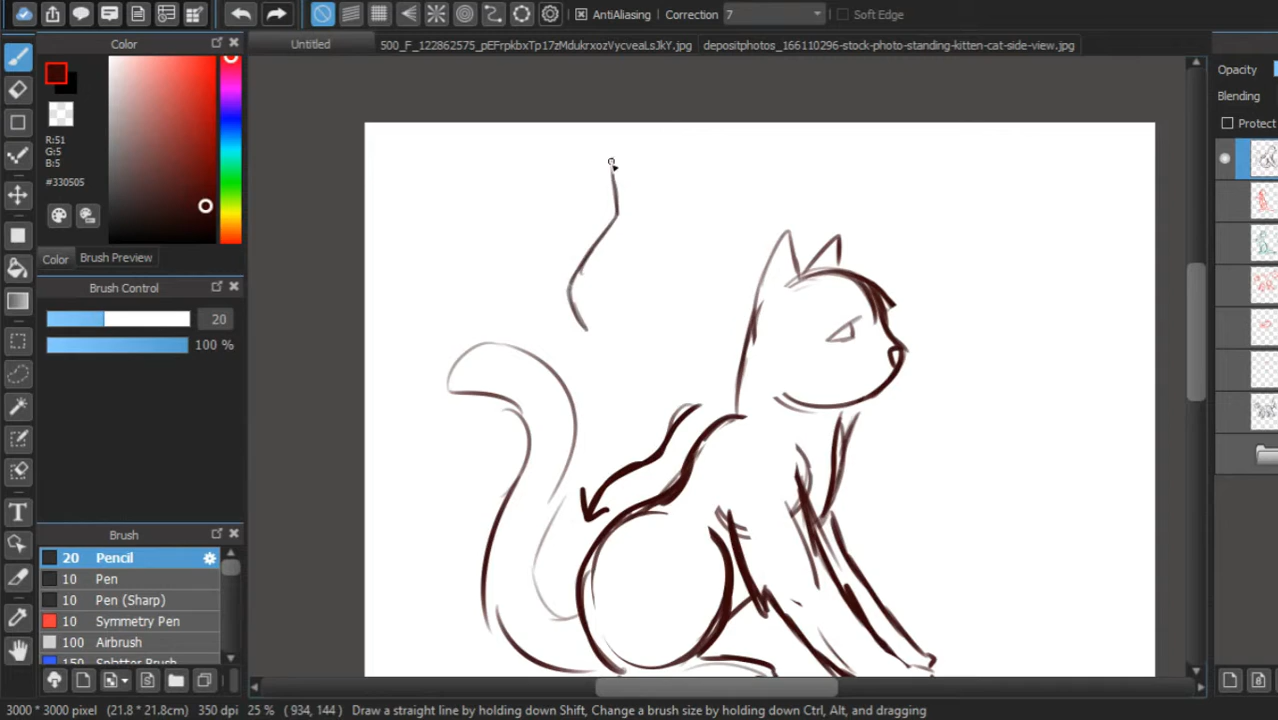 AntiAliasing Correction 7 Soft Edge
Color
Untitled 500_F_122862575_pEFrpkbxTp17zMdukrxozVycveaLsJkY.jpg depositphotos_166110296-stock-photo-standing-kitten-cat-side-view.jpg
Opacity
Blending
Protect
R:51
G:5
B:5
#330505
Color Brush Preview
Brush Control
20
100 %
T
Brush
20 Pencil
10 Pen
10 Pen (Sharp)
10 Symmetry Pen
100 Airbrush
150 Splatter Brush
3000 * 3000 pixel (21.8 * 21.8cm) 350 dpi 25 % ( 934, 144 ) Draw a straight line by holding down Shift, Change a brush size by holding down Ctrl, Alt, and dragging